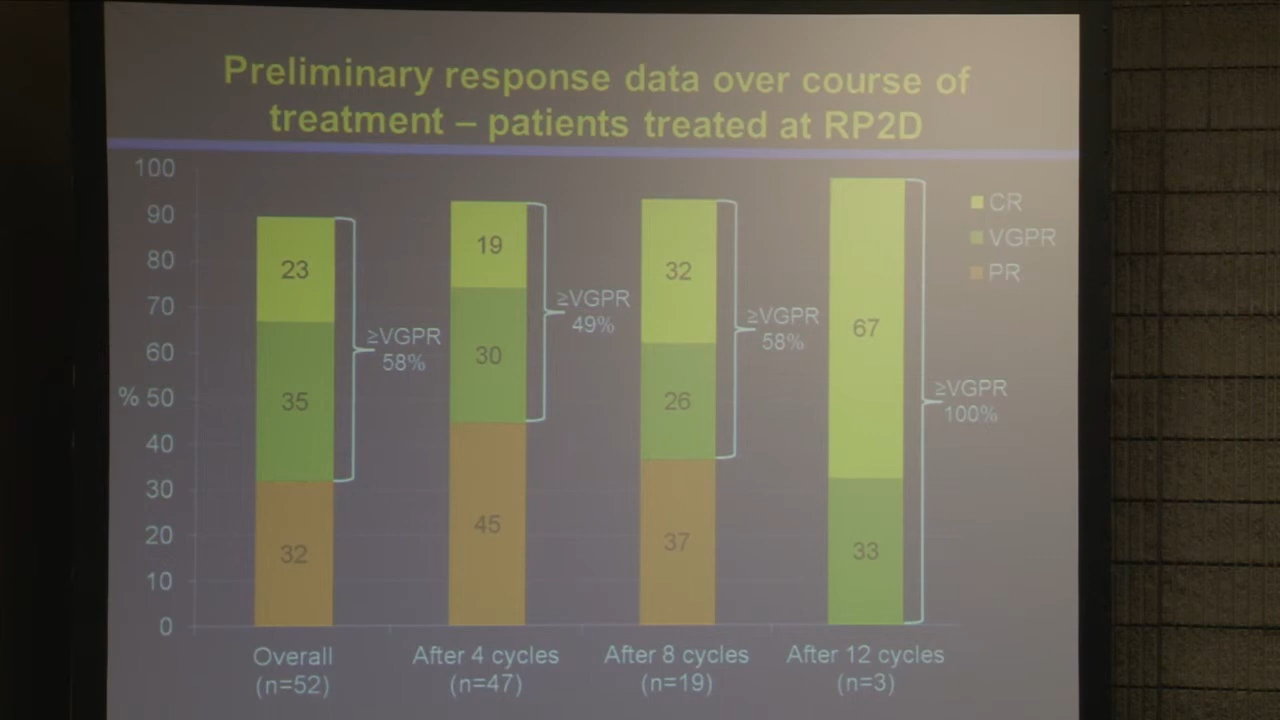 Preliminary response data over course of
treatment – patients treated at RP2D
100
90
80
70
60
% 50
40
30
20
10
0
23
35
32
≥VGPR
58%
19
30
45
≥VGPR
49%
32
26
37
≥VGPR
58%
67
33
≥VGPR
100%
CR
VGPR
PR
Overall
(n=52)
After 4 cycles
(n=47)
After 8 cycles
(n=19)
After 12 cycles
(n=3)